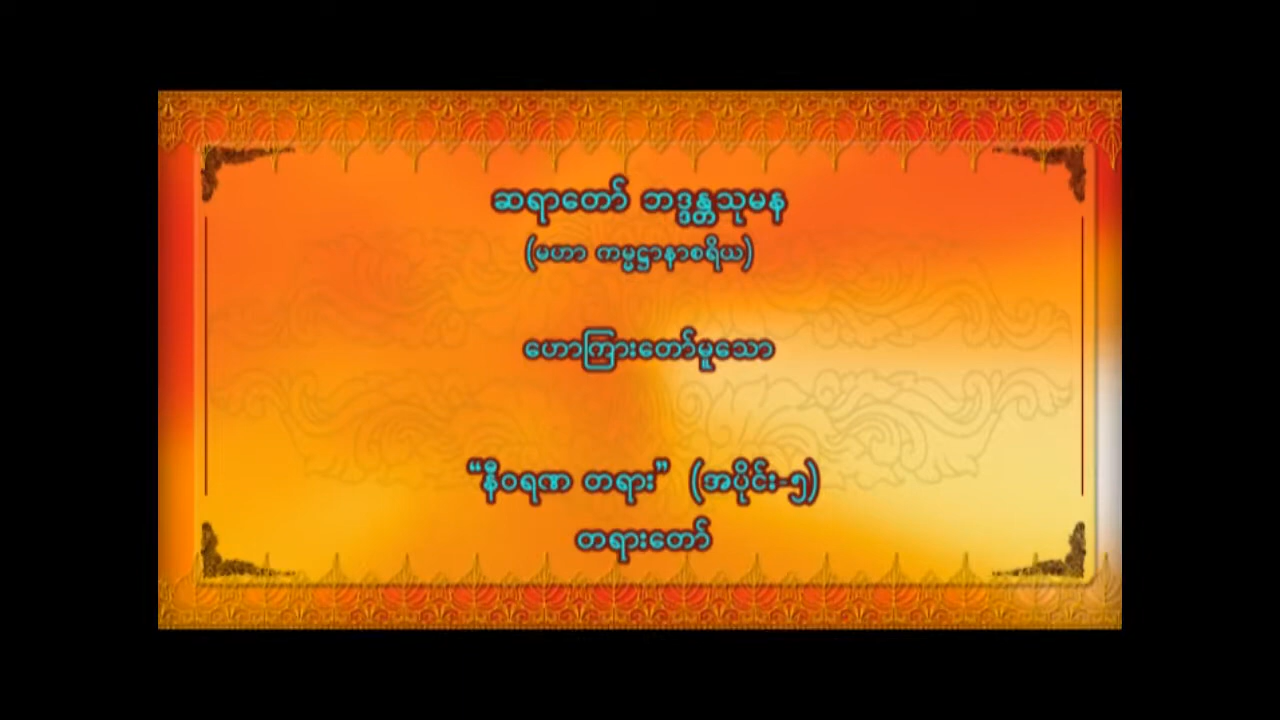 ဆရာတော် ဘဒ္ဒန္တသုမန
(မဟာ ကမ္မဋ္ဌာနာစရိယ)
ဟောကြားတော်မူသော
“နီဝရဏ တရား” (အပိုင်း-၅)
တရားတော်